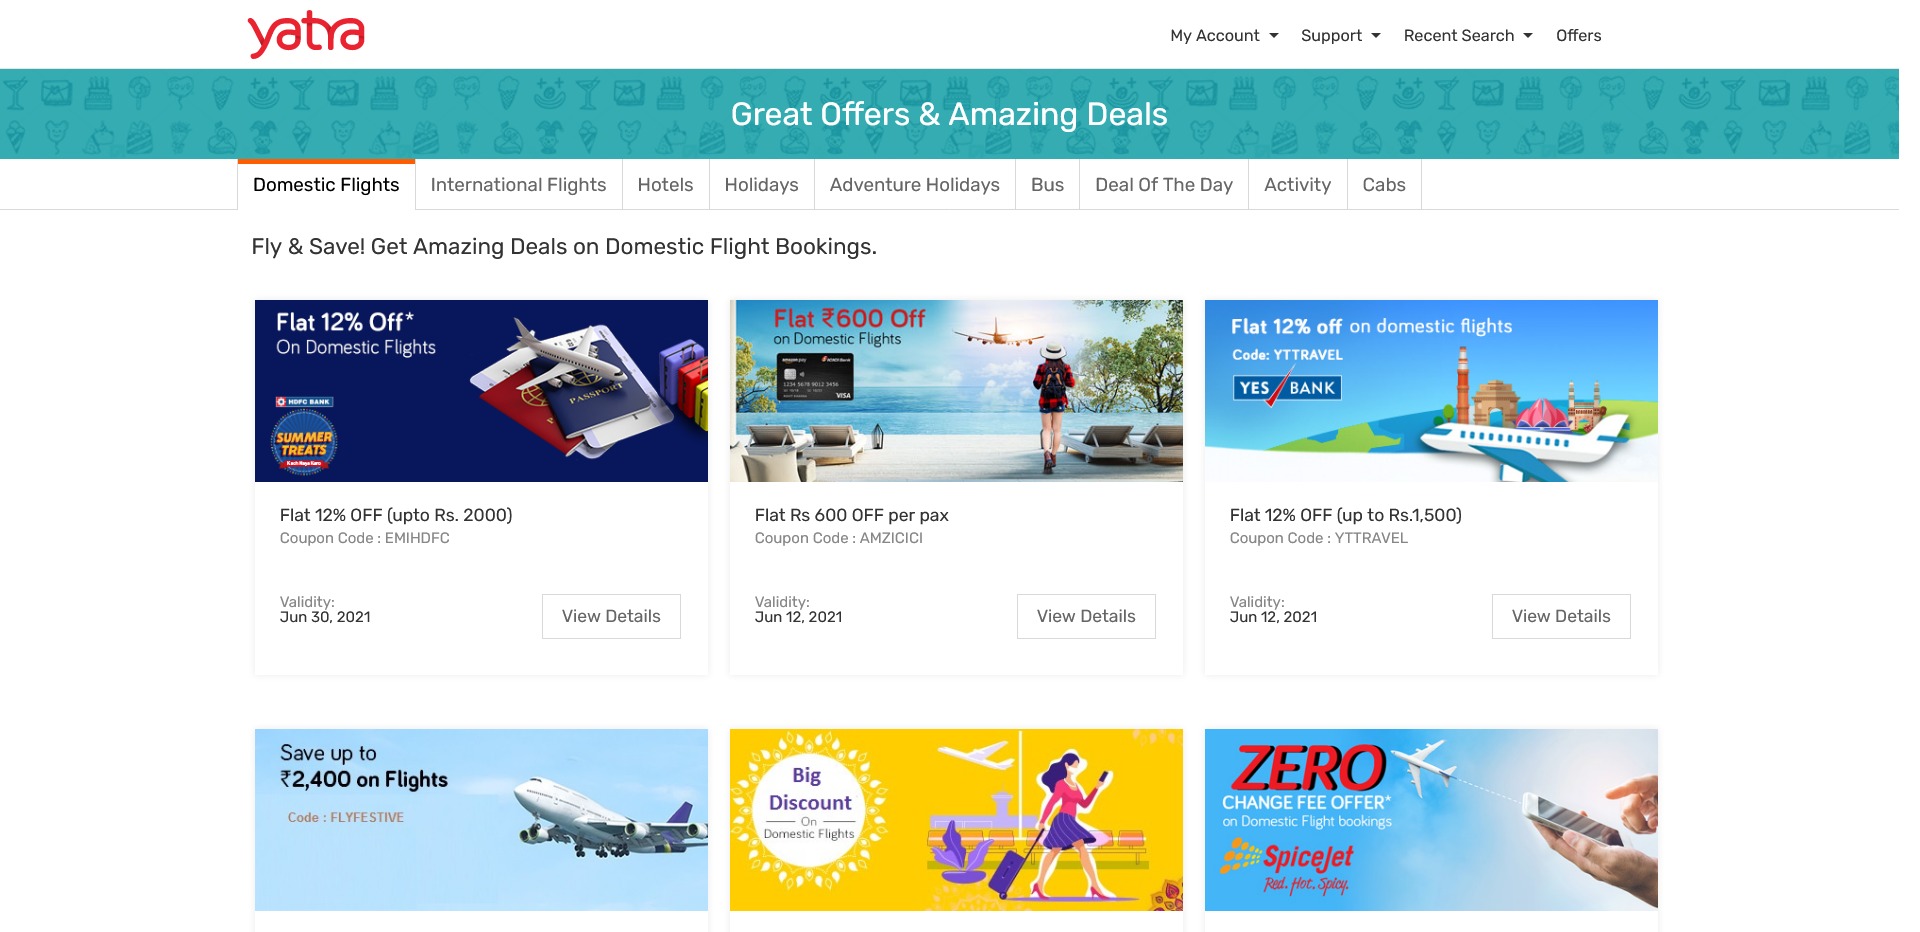 yatra
My Account
Support
Recent Search
Offers
Great Offers & Amazing Deals
Domestic Flights
International Flights
Hotels
Holidays
Adventure Holidays
Bus
Deal Of The Day
Activity
Cabs
Fly & Save! Get Amazing Deals on Domestic Flight Bookings.
Flat 12% Off*
On Domestic Flights
PASSPORT
HDFC BANK
SUMMER
TREATS
Flat 12% OFF (upto Rs. 2000)
Coupon Code : EMIHDFC
Validity:
Jun 30, 2021
View Details
Flat ₹600 Off
on Domestic Flights
amazon pay
ICICI Bank
1234 5678 9012 3456
VISA
Flat Rs 600 OFF per pax
Coupon Code : AMZICICI
Validity:
Jun 12, 2021
View Details
Flat 12% off on domestic flights
Code: YTTRAVEL
YES BANK
Flat 12% OFF (up to Rs.1,500)
Coupon Code : YTTRAVEL
Validity:
Jun 12, 2021
View Details
Save up to
₹2,400 on Flights
Code : FLYFESTIVE
Big
Discount
On
Domestic Flights
ZERO
CHANGE FEE OFFER*
on Domestic Flight bookings
SpiceJet
Red. Hot. Spicy.